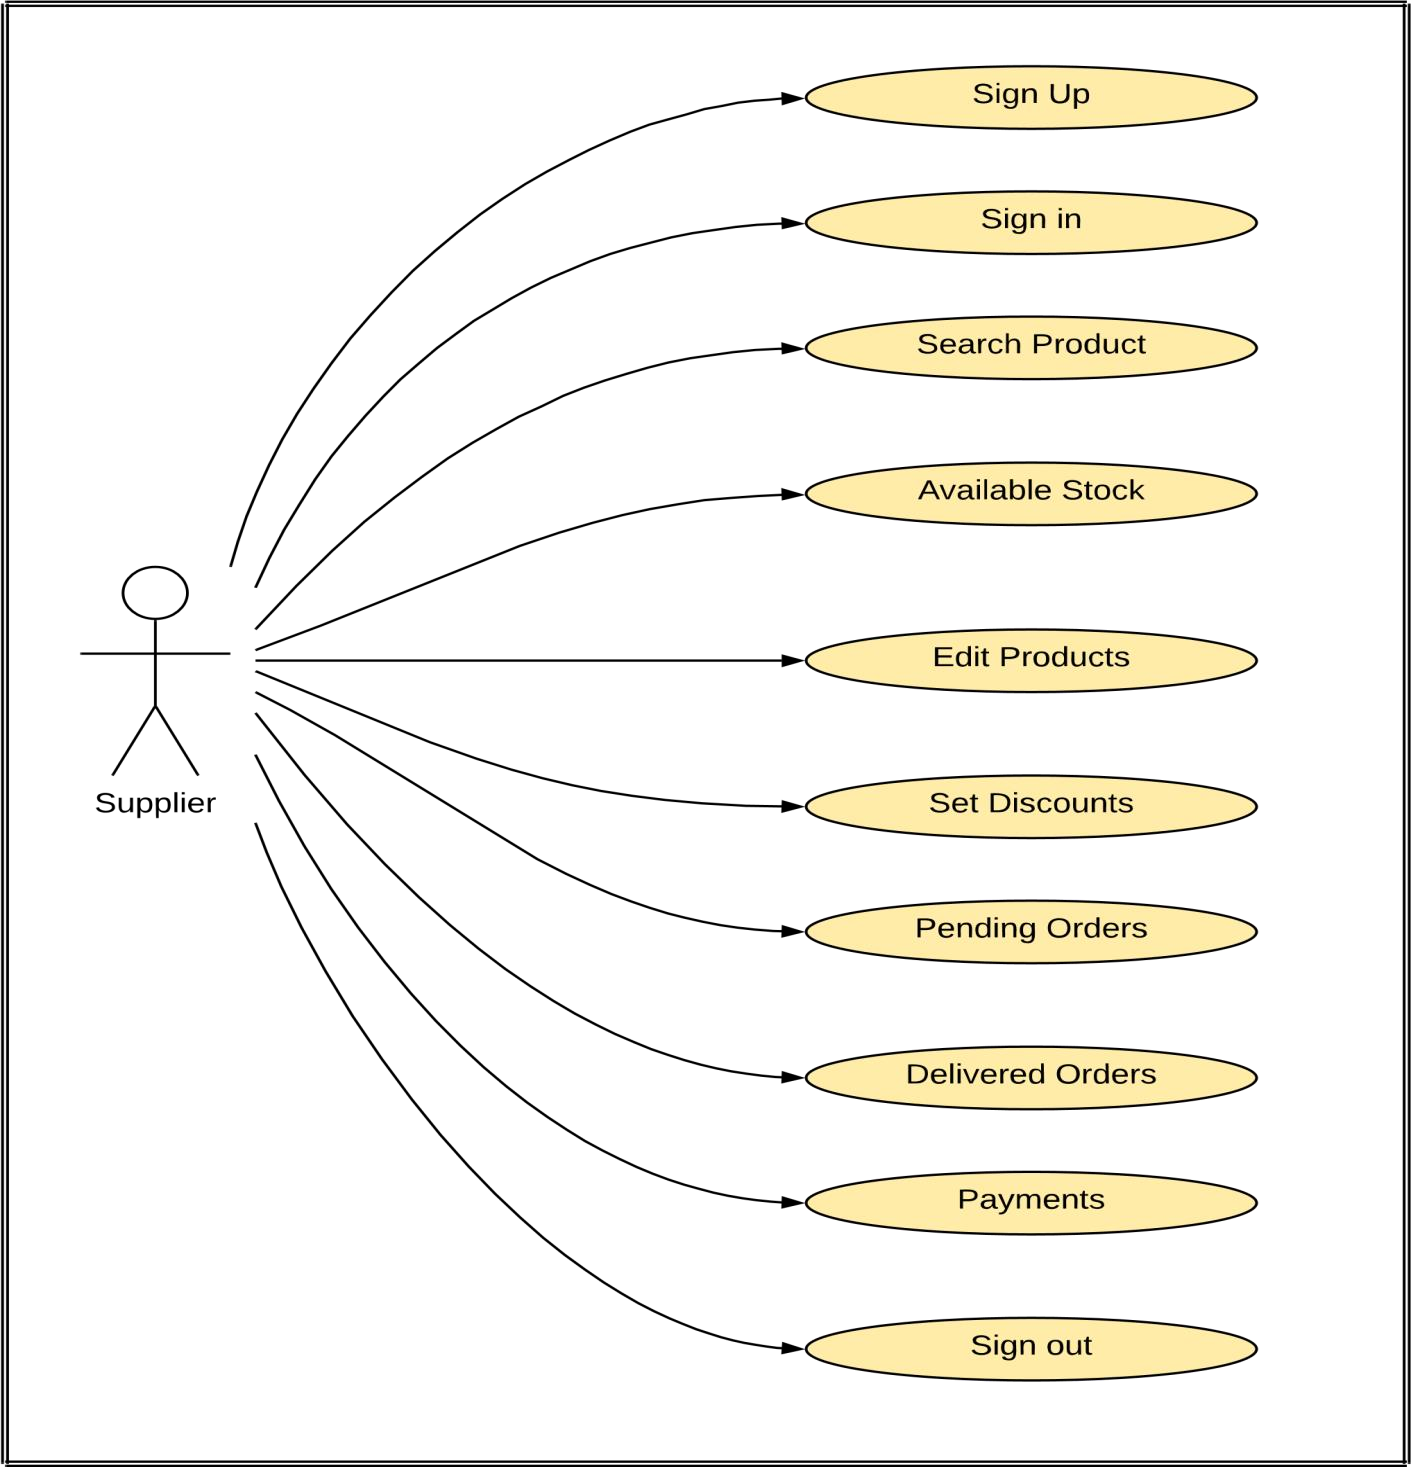 Sign Up
Sign in
Search Product
Available Stock
Edit Products
Supplier
Set Discounts
Pending Orders
Delivered Orders
Payments
Sign out